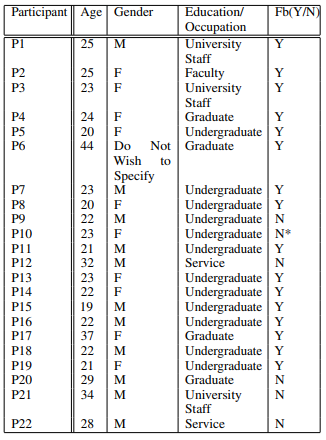 Participant Age Gender Education/ Fb(Y/N)
Occupation
P1 25 M University Y
Staff
P2 25 F Faculty Y
P3 23 F University Y
Staff
P4 24 F Graduate Y
P5 20 F Undergraduate Y
P6 44 Do Not Graduate Y
Wish to
Specify
P7 23 M Undergraduate Y
P8 20 F Undergraduate Y
P9 22 M Undergraduate N
P10 23 F Undergraduate N*
P11 21 M Undergraduate Y
P12 32 M Service N
P13 23 F Undergraduate Y
P14 22 F Undergraduate Y
P15 19 M Undergraduate Y
P16 22 M Undergraduate Y
P17 37 F Graduate Y
P18 22 M Undergraduate Y
P19 21 F Undergraduate Y
P20 29 M Graduate N
P21 34 M University N
Staff
P22 28 M Service N